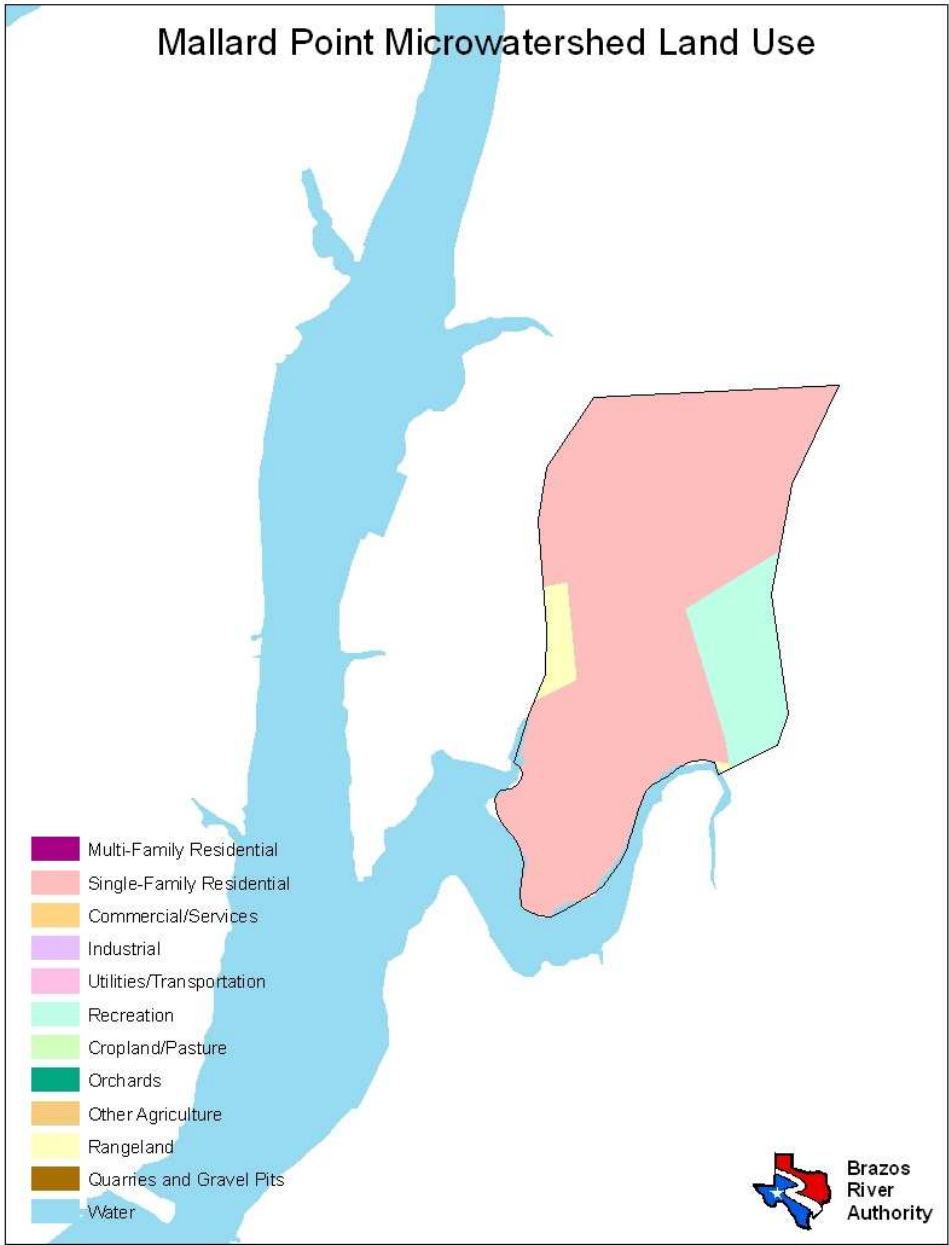 Mallard Point Microwatershed Land Use
Multi-Family Residential
Single-Family Residential
Commercial/Services
Industrial
Utilities/Transportation
Recreation
Cropland/Pasture
Orchards
Other Agriculture
Rangeland
Quarries and Gravel Pits
Water
Brazos
River
Authority